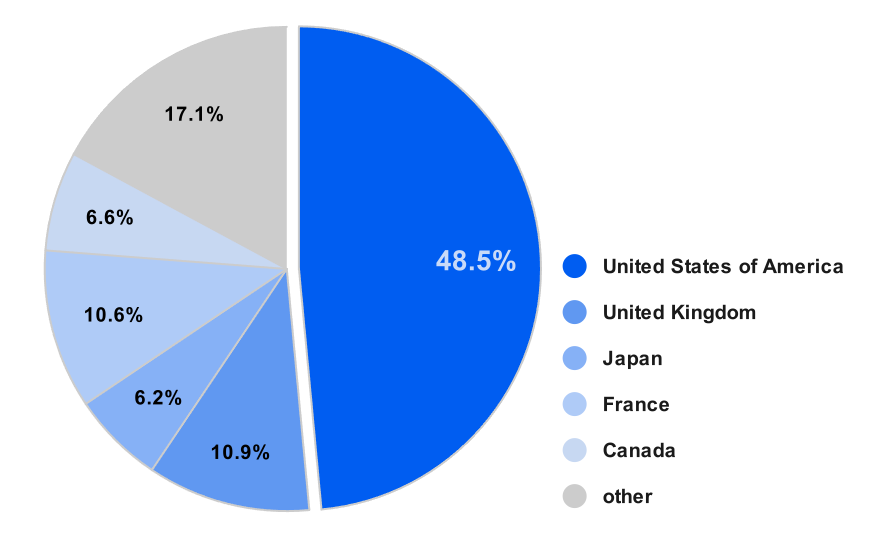 17.1%
6.6%
48.5%
10.6%
6.2%
10.9%
United States of America
United Kingdom
Japan
France
Canada
other